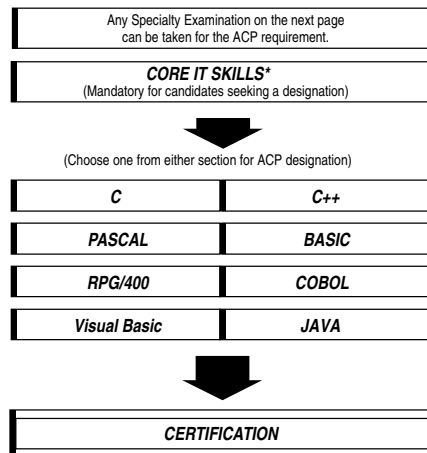 Any Specialty Examination on the next page
can be taken for the ACP requirement.
CORE IT SKILLS*
(Mandatory for candidates seeking a designation)
(Choose one from either section for ACP designation)
C C++
PASCAL BASIC
RPG/400 COBOL
Visual Basic JAVA
CERTIFICATION